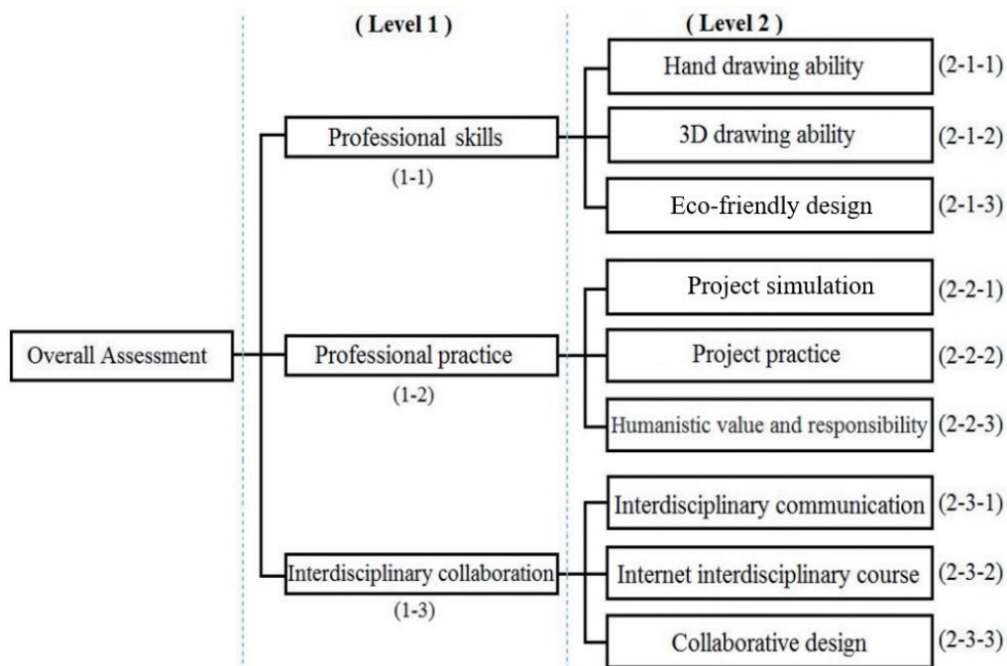 ( Level 1 )
( Level 2 )
Hand drawing ability
(2-1-1)
Professional skills
(1-1)
3D drawing ability
(2-1-2)
Eco-friendly design
(2-1-3)
Project simulation
(2-2-1)
Overall Assessment
Professional practice
(1-2)
Project practice
(2-2-2)
Humanistic value and responsibility
(2-2-3)
Interdisciplinary communication
(2-3-1)
Interdisciplinary collaboration
(1-3)
Internet interdisciplinary course
(2-3-2)
Collaborative design
(2-3-3)